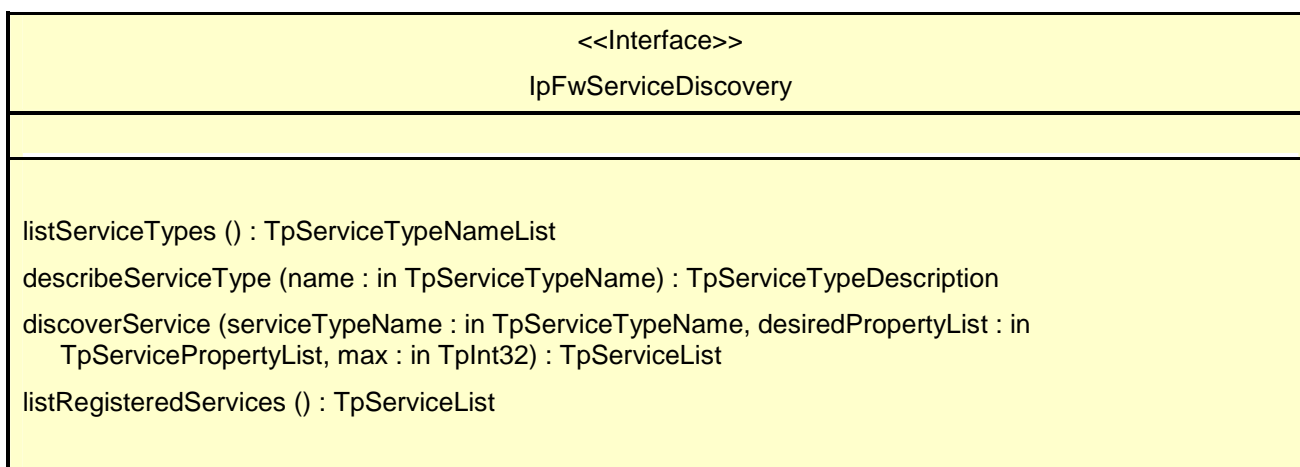 <<Interface>>
IpFwServiceDiscovery
listServiceTypes () : TpServiceTypeNameList
describeServiceType (name : in TpServiceTypeName) : TpServiceTypeDescription
discoverService (serviceTypeName : in TpServiceTypeName, desiredPropertyList : in
TpServicePropertyList, max : in TpInt32) : TpServiceList
listRegisteredServices () : TpServiceList